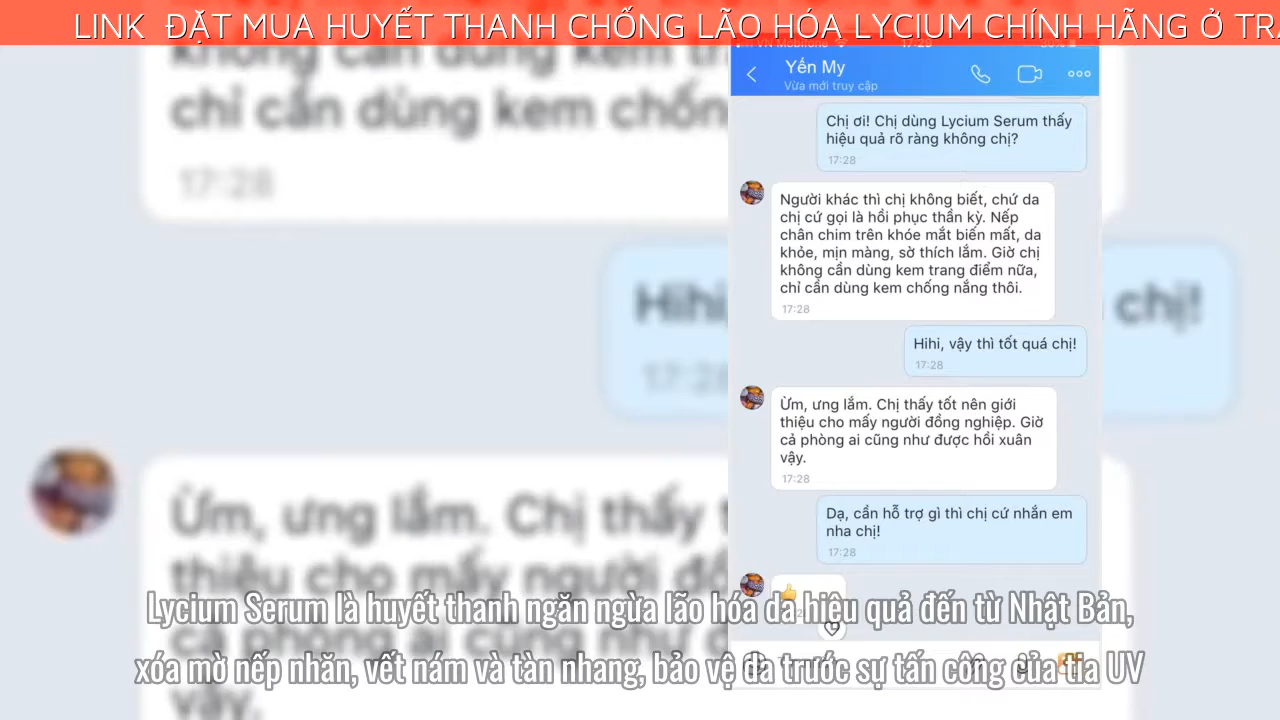 LINK ĐẶT MUA HUYẾT THANH CHỐNG LÃO HÓA LYCIUM CHÍNH HÃNG Ở
VN Mobifone 17:29
Yến My
Vừa mới truy cập
Chị ơi! Chị dùng Lycium Serum thấy
hiệu quả rõ ràng không chị?
17:28
Người khác thì chị không biết, chứ da
chị cứ gọi là hồi phục thần kỳ. Nếp
chân chim trên khóe mắt biến mất, da
khỏe, mịn màng, sờ thích lắm. Giờ chị
không cần dùng kem trang điểm nữa,
chỉ cần dùng kem chống nắng thôi.
17:28
Hihi, vậy thì tốt quá chị!
17:28
Ừm, ưng lắm. Chị thấy tốt nên giới
thiệu cho mấy người đồng nghiệp. Giờ
cả phòng ai cũng như được hồi xuân
vậy.
17:28
Dạ, cần hỗ trợ gì thì chị cứ nhắn em
nha chị!
17:28
Lycium Serum là huyết thanh ngăn ngừa lão hóa da hiệu quả đến từ Nhật Bản,
xóa mờ nếp nhăn, vết nám và tàn nhang, bảo vệ da trước sự tấn công của tia UV